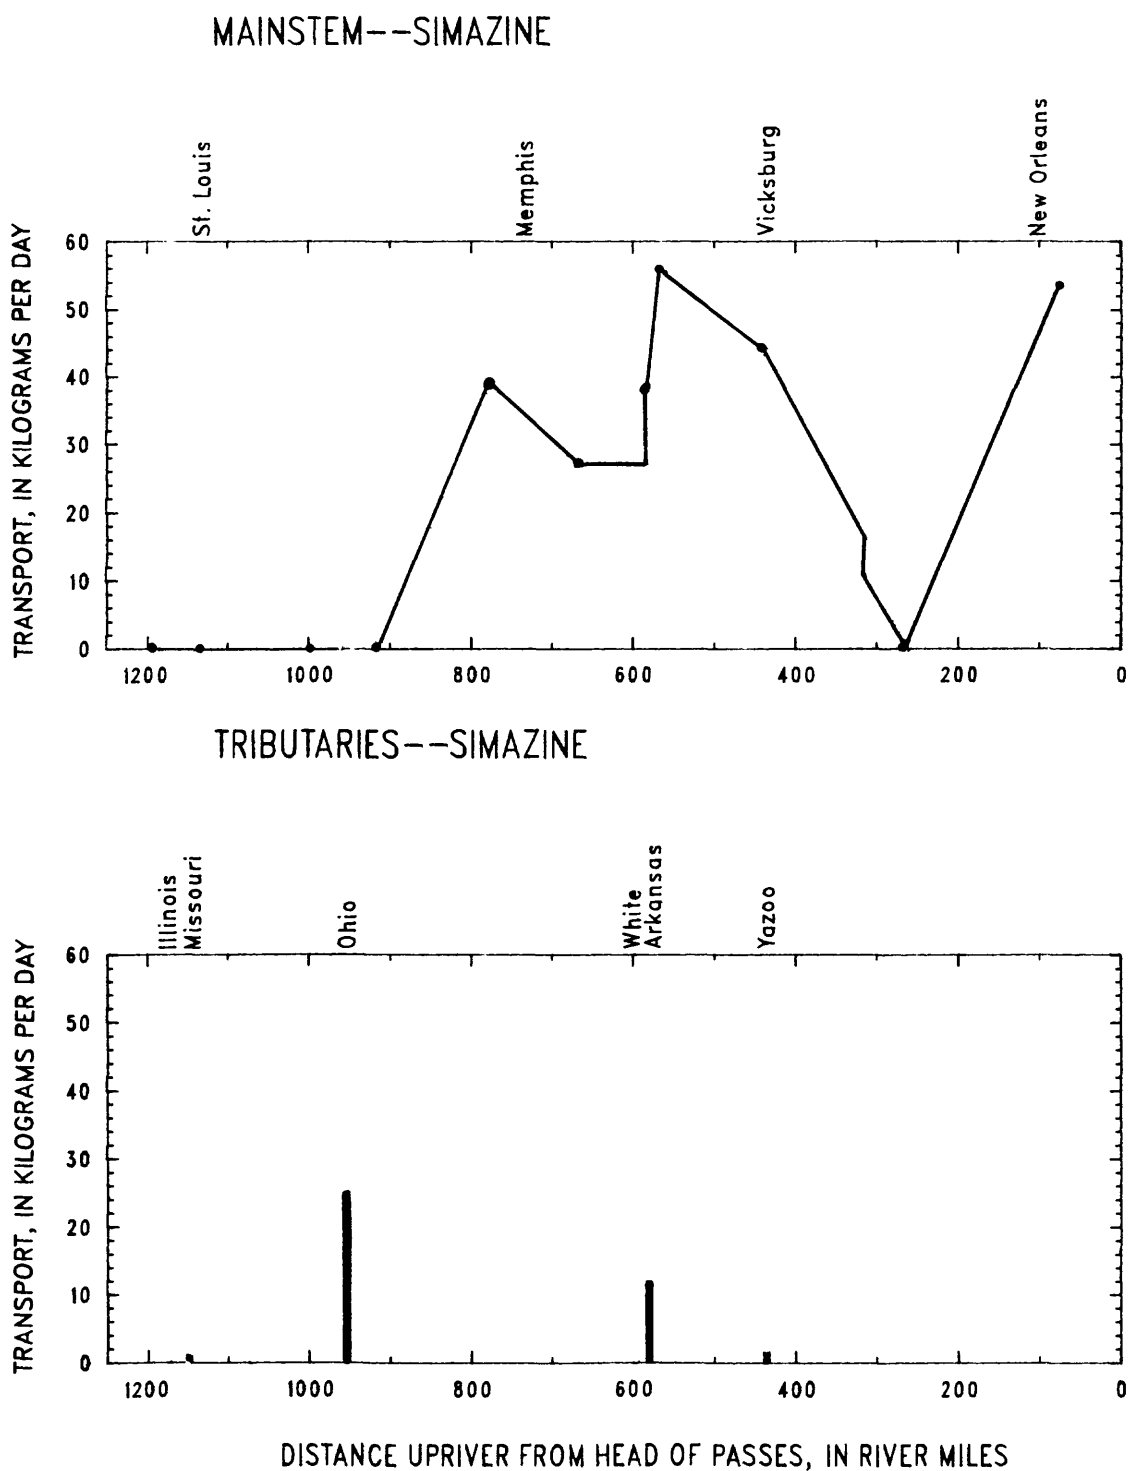 MAINSTEM--SIMAZINE
St. Louis
Memphis
Vicksburg
New Orleans
TRANSPORT, IN KILOGRAMS PER DAY
60
50
40
30
20
10
0
1200 1000 800 600 400 200 0
TRIBUTARIES--SIMAZINE
Illinois
Missouri
Ohio
White
Arkansas
Yazoo
TRANSPORT, IN KILOGRAMS PER DAY
60
50
40
30
20
10
0
1200 1000 800 600 400 200 0
DISTANCE UPRIVER FROM HEAD OF PASSES, IN RIVER MILES